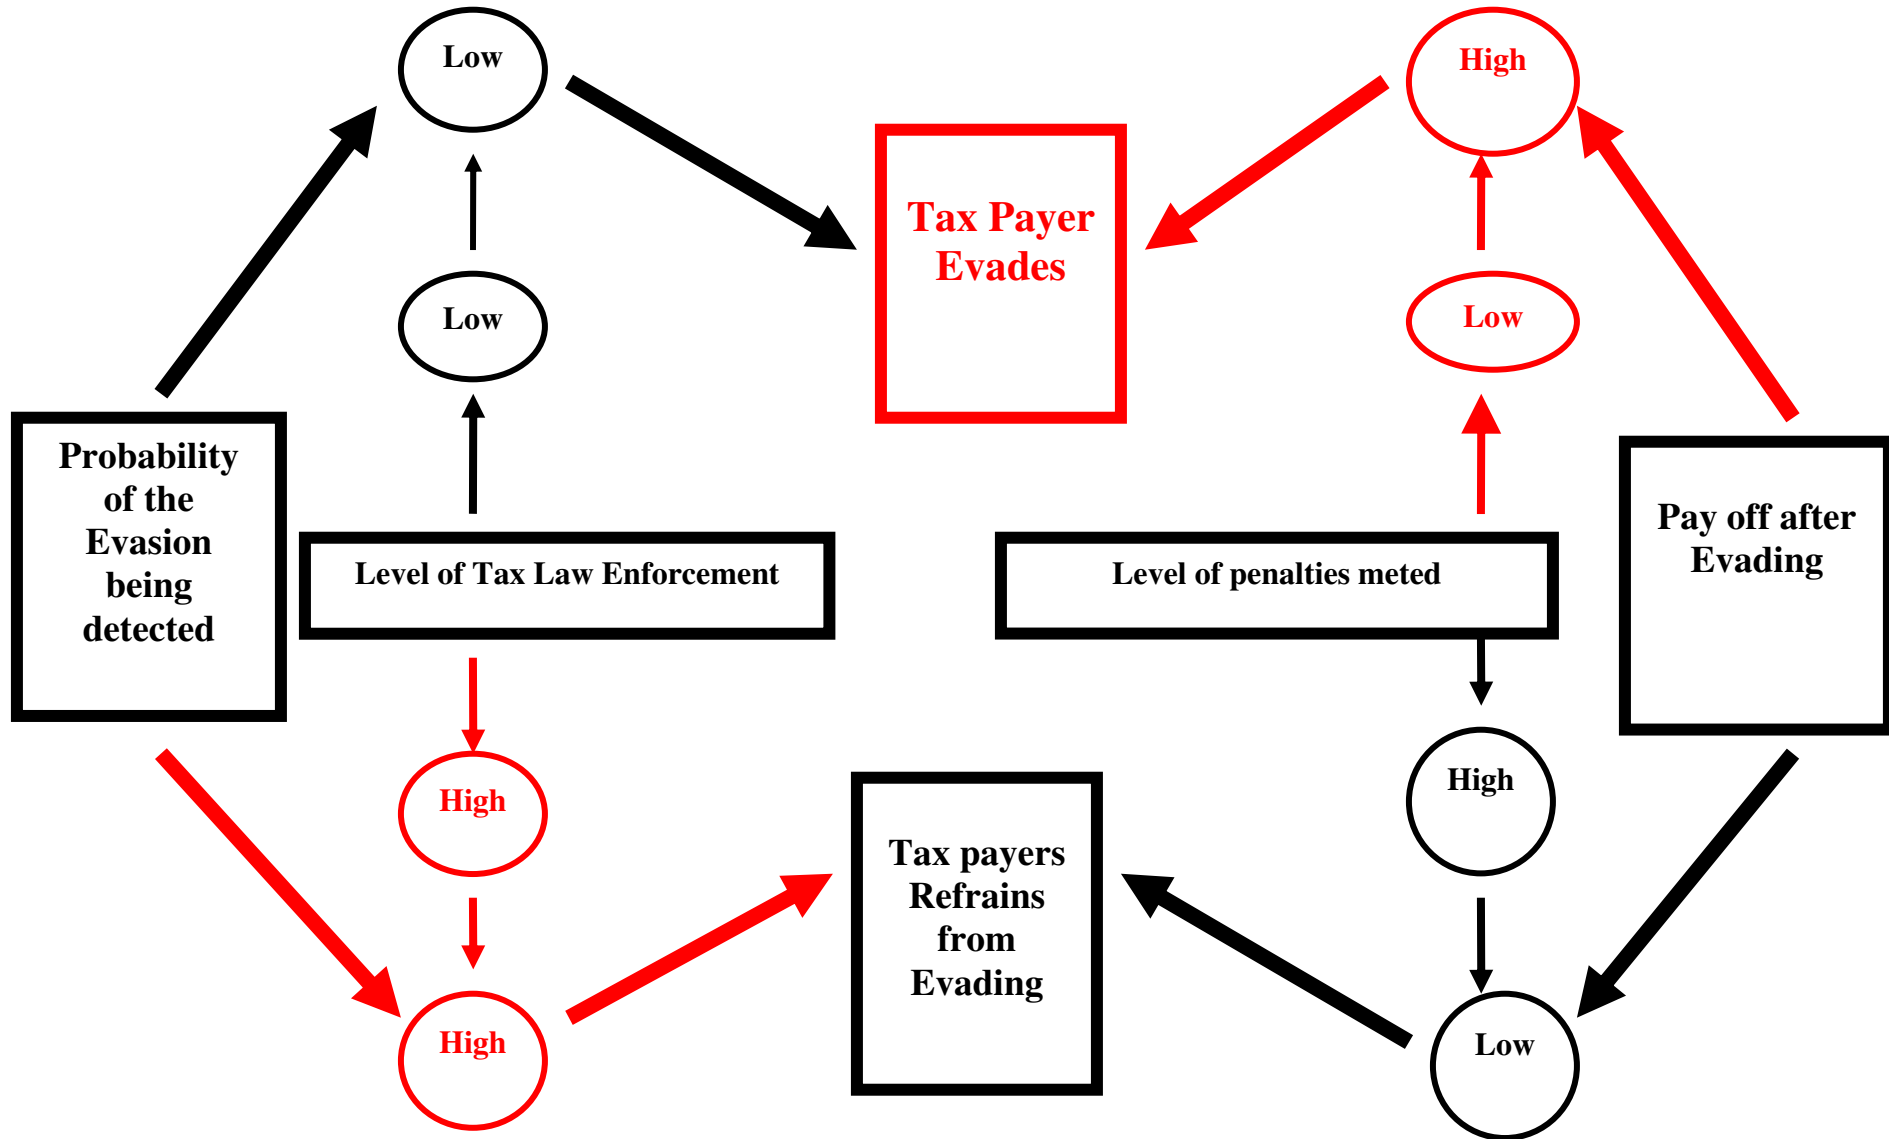 Low
High
Tax Payer
Evades
Low
Low
Probability
of the
Evasion
being
detected
Level of Tax Law Enforcement
Level of penalties meted
Pay off after
Evading
High
High
Tax payers
Refrains
from
Evading
High
Low